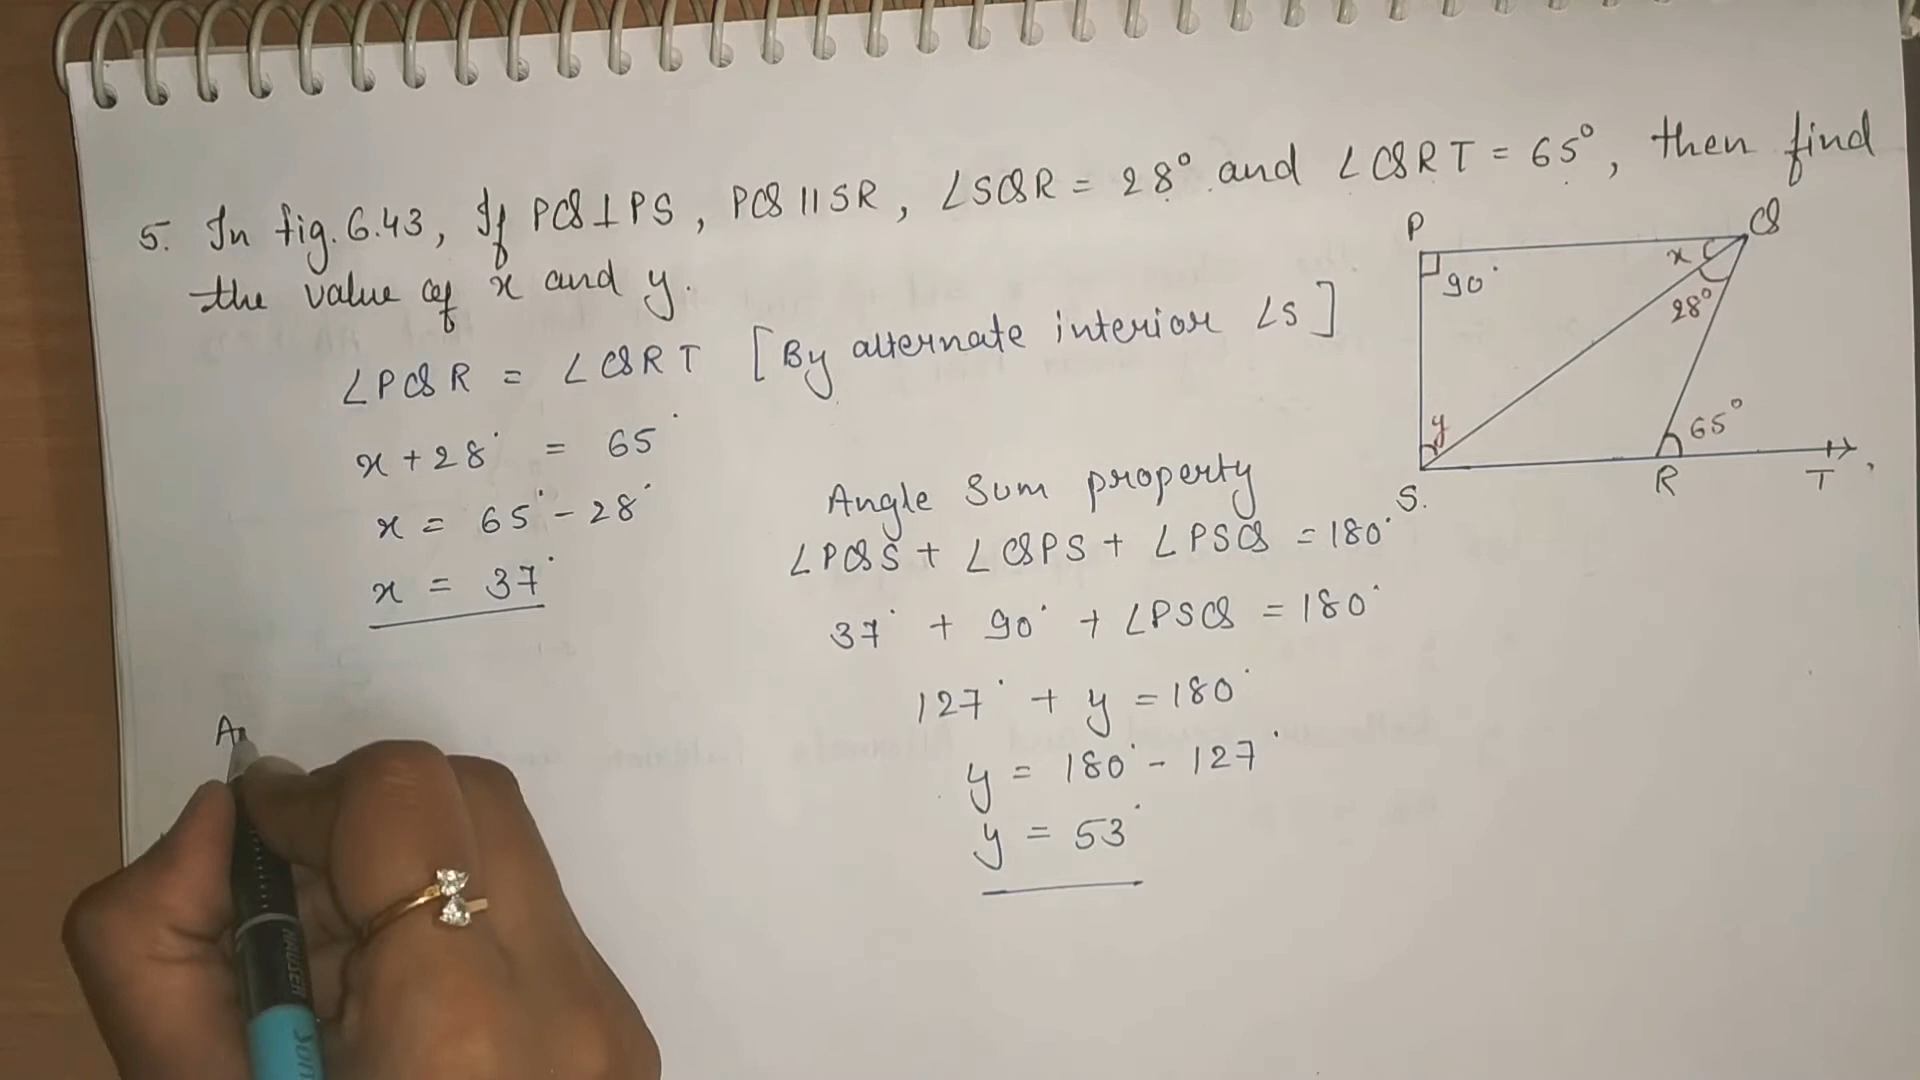 5. In fig. 6.43, If PQ ⊥ PS, PQ || SR, ∠SQR = 28° and ∠QRT = 65°, then find
the value of x and y.
∠PQR = ∠QRT [By alternate interior ∠s]
x + 28° = 65°
x = 65° - 28°
x = 37°
Angle Sum property
∠PQS + ∠QPS + ∠PSQ = 180°
37° + 90° + ∠PSQ = 180°
127° + y = 180°
y = 180° - 127°
y = 53°
P
Q
x
90°
28°
y
65°
S.
R
T
An